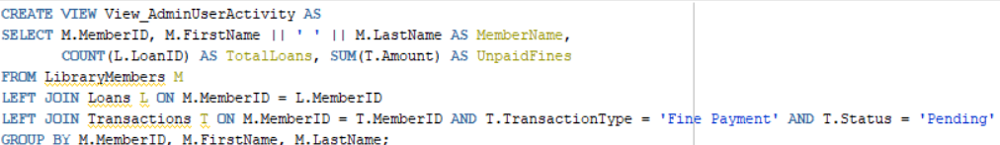 CREATE VIEW View_AdminUserActivity AS
SELECT M.MemberID, M.FirstName || ' ' || M.LastName AS MemberName,
COUNT(L.LoanID) AS TotalLoans, SUM(T.Amount) AS UnpaidFines
FROM LibraryMembers M
LEFT JOIN Loans L ON M.MemberID = L.MemberID
LEFT JOIN Transactions T ON M.MemberID = T.MemberID AND T.TransactionType = 'Fine Payment' AND T.Status = 'Pending'
GROUP BY M.MemberID, M.FirstName, M.LastName;